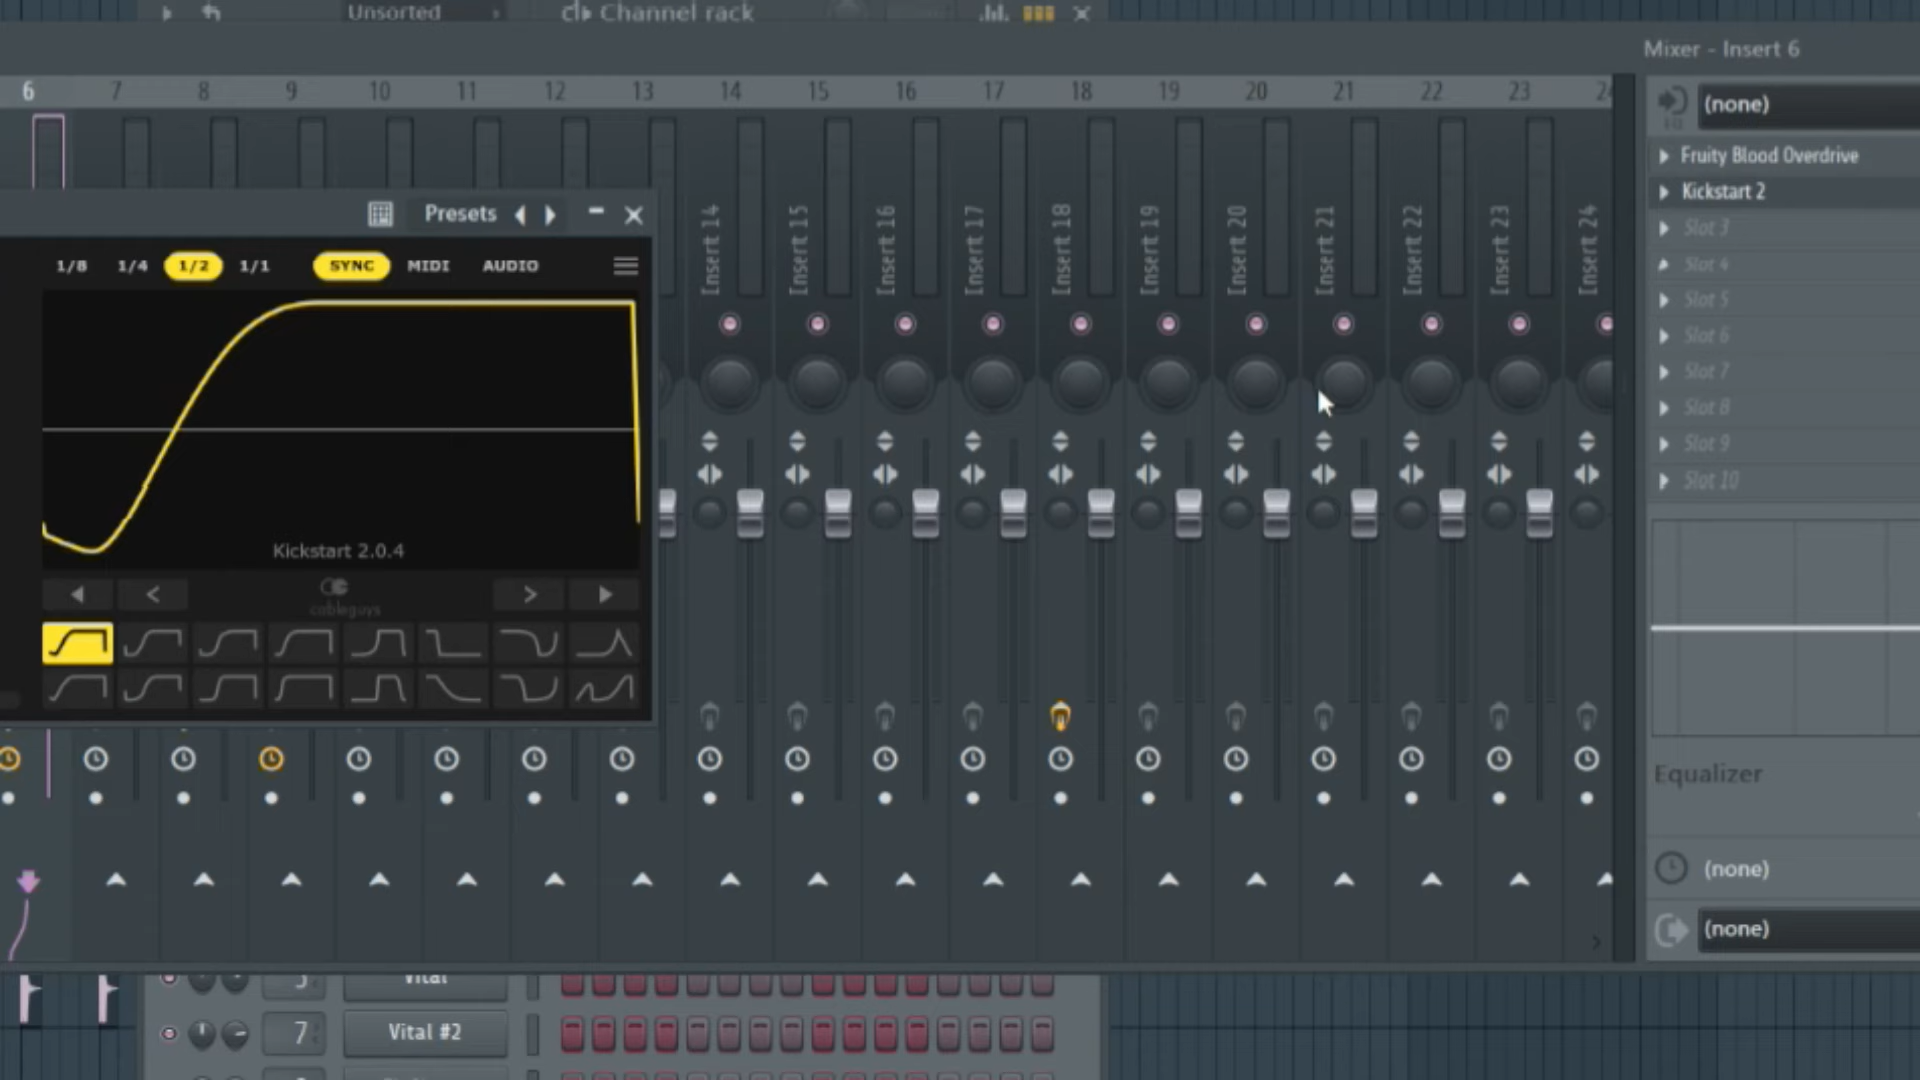 Unsorted
Channel rack
Mixer - Insert 6
6 7 8 9 10 11 12 13 14 15 16 17 18 19 20 21 22 23 24
(none)
Fruity Blood Overdrive
Kickstart 2
Slot 3
Slot 4
Slot 5
Slot 6
Slot 7
Slot 8
Slot 9
Slot 10
Presets
1/8 1/4 1/2 1/1 SYNC MIDI AUDIO
Insert 14
Insert 15
Insert 16
Insert 17
Insert 18
Insert 19
Insert 20
Insert 21
Insert 22
Insert 23
Insert 24
Kickstart 2.0.4
cableguys
Equalizer
(none)
(none)
Vital
7 Vital #2